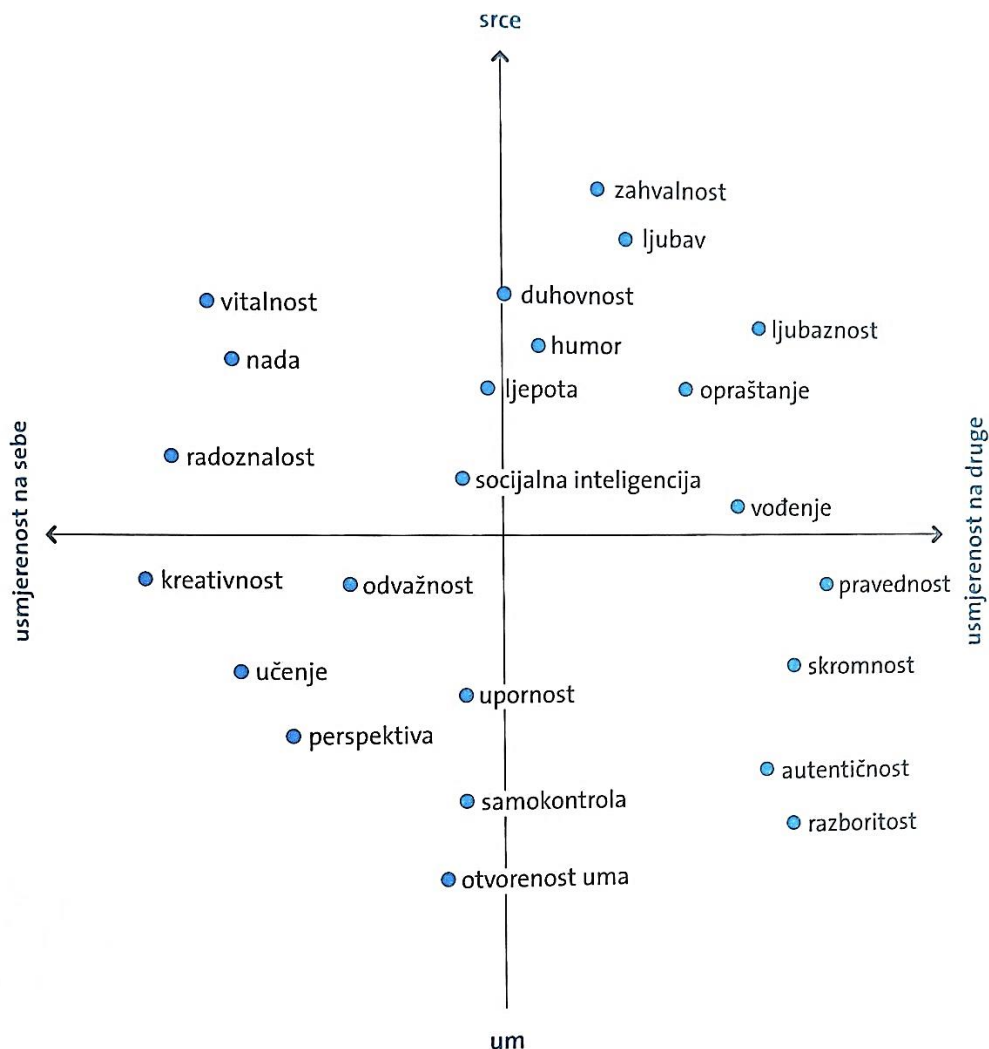 srce
zahvalnost
ljubav
duhovnost
vitalnost
ljubaznost
humor
nada
ljepota
opraštanje
radoznalost
socijalna inteligencija
vođenje
usmjerenost na sebe
usmjerenost na druge
kreativnost
odvažnost
pravednost
učenje
skromnost
upornost
perspektiva
autentičnost
samokontrola
razboritost
otvorenost uma
um